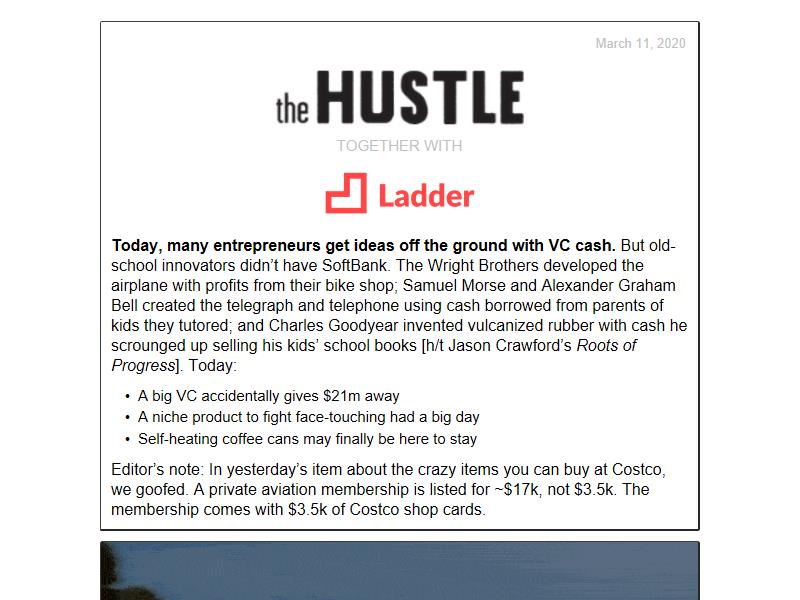 March 11, 2020
the HUSTLE
TOGETHER WITH
Ladder
Today, many entrepreneurs get ideas off the ground with VC cash. But old-
school innovators didn’t have SoftBank. The Wright Brothers developed the
airplane with profits from their bike shop; Samuel Morse and Alexander Graham
Bell created the telegraph and telephone using cash borrowed from parents of
kids they tutored; and Charles Goodyear invented vulcanized rubber with cash he
scrounged up selling his kids’ school books [h/t Jason Crawford’s Roots of
Progress]. Today:
• A big VC accidentally gives $21m away
• A niche product to fight face-touching had a big day
• Self-heating coffee cans may finally be here to stay
Editor’s note: In yesterday’s item about the crazy items you can buy at Costco,
we goofed. A private aviation membership is listed for ~$17k, not $3.5k. The
membership comes with $3.5k of Costco shop cards.